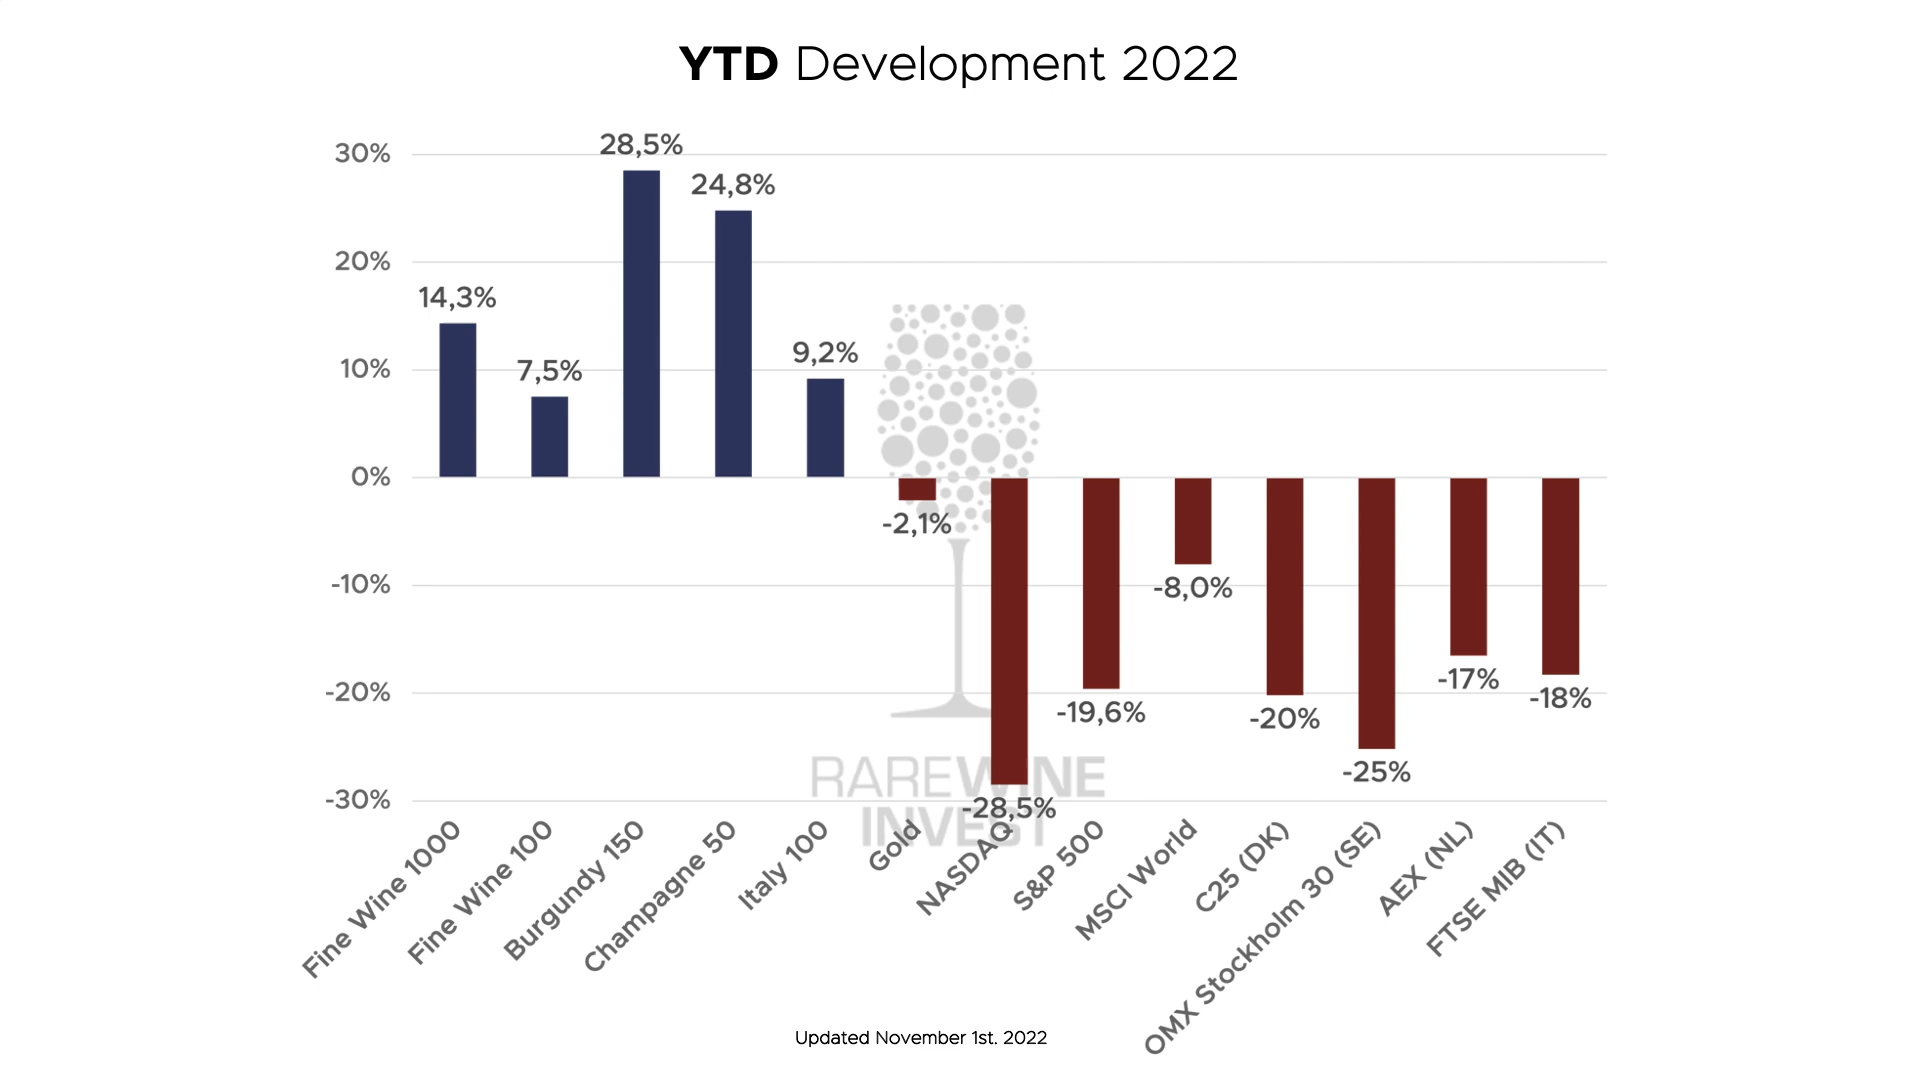 YTD Development 2022
30%
20%
10%
0%
-10%
-20%
-30%
14,3%
7,5%
28,5%
24,8%
9,2%
-2,1%
-28,5%
-19,6%
-8,0%
-20%
-25%
-17%
-18%
RAREWINE
INVEST
Fine Wine 1000
Fine Wine 100
Burgundy 150
Champagne 50
Italy 100
Gold
NASDAQ
S&P 500
MSCI World
C25 (DK)
OMX Stockholm 30 (SE)
AEX (NL)
FTSE MIB (IT)
Updated November 1st. 2022